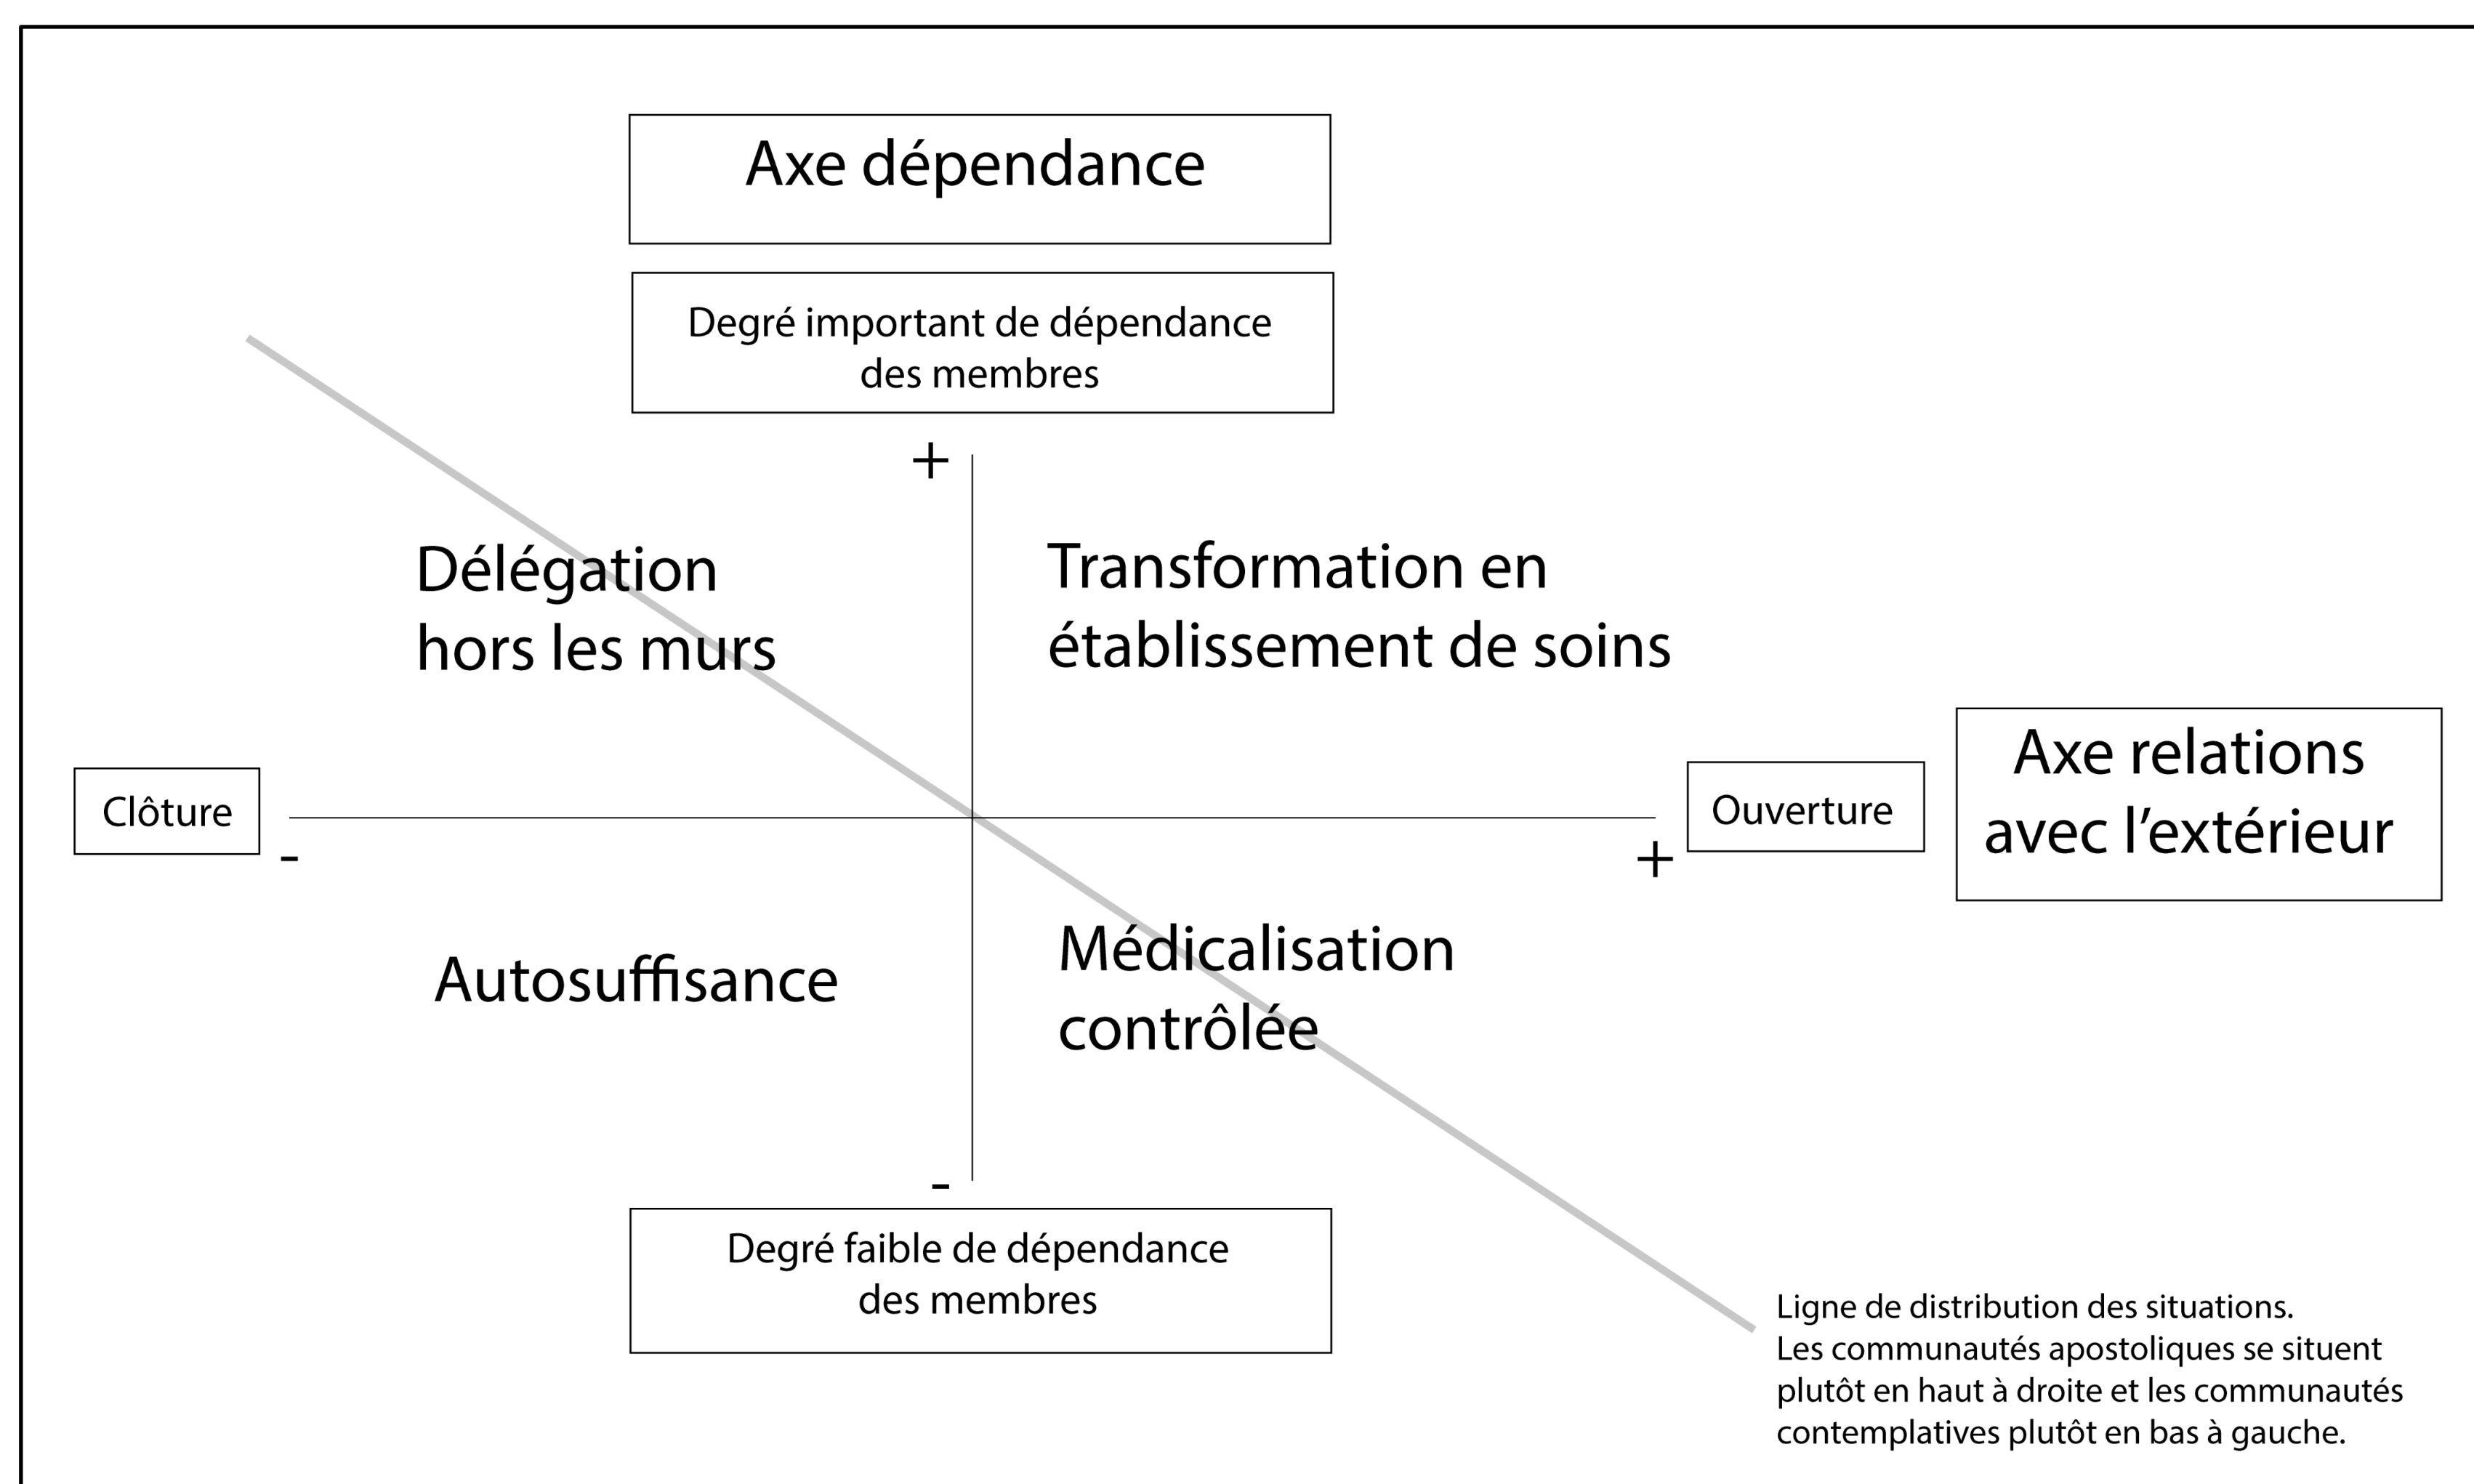 Axe dépendance
Degré important de dépendance
des membres
+
Délégation
hors les murs
Transformation en
établissement de soins
Clôture
-
Ouverture
+
Axe relations
avec l’extérieur
Autosuffisance
Médicalisation
contrôlée
-
Degré faible de dépendance
des membres
Ligne de distribution des situations.
Les communautés apostoliques se situent
plutôt en haut à droite et les communautés
contemplatives plutôt en bas à gauche.